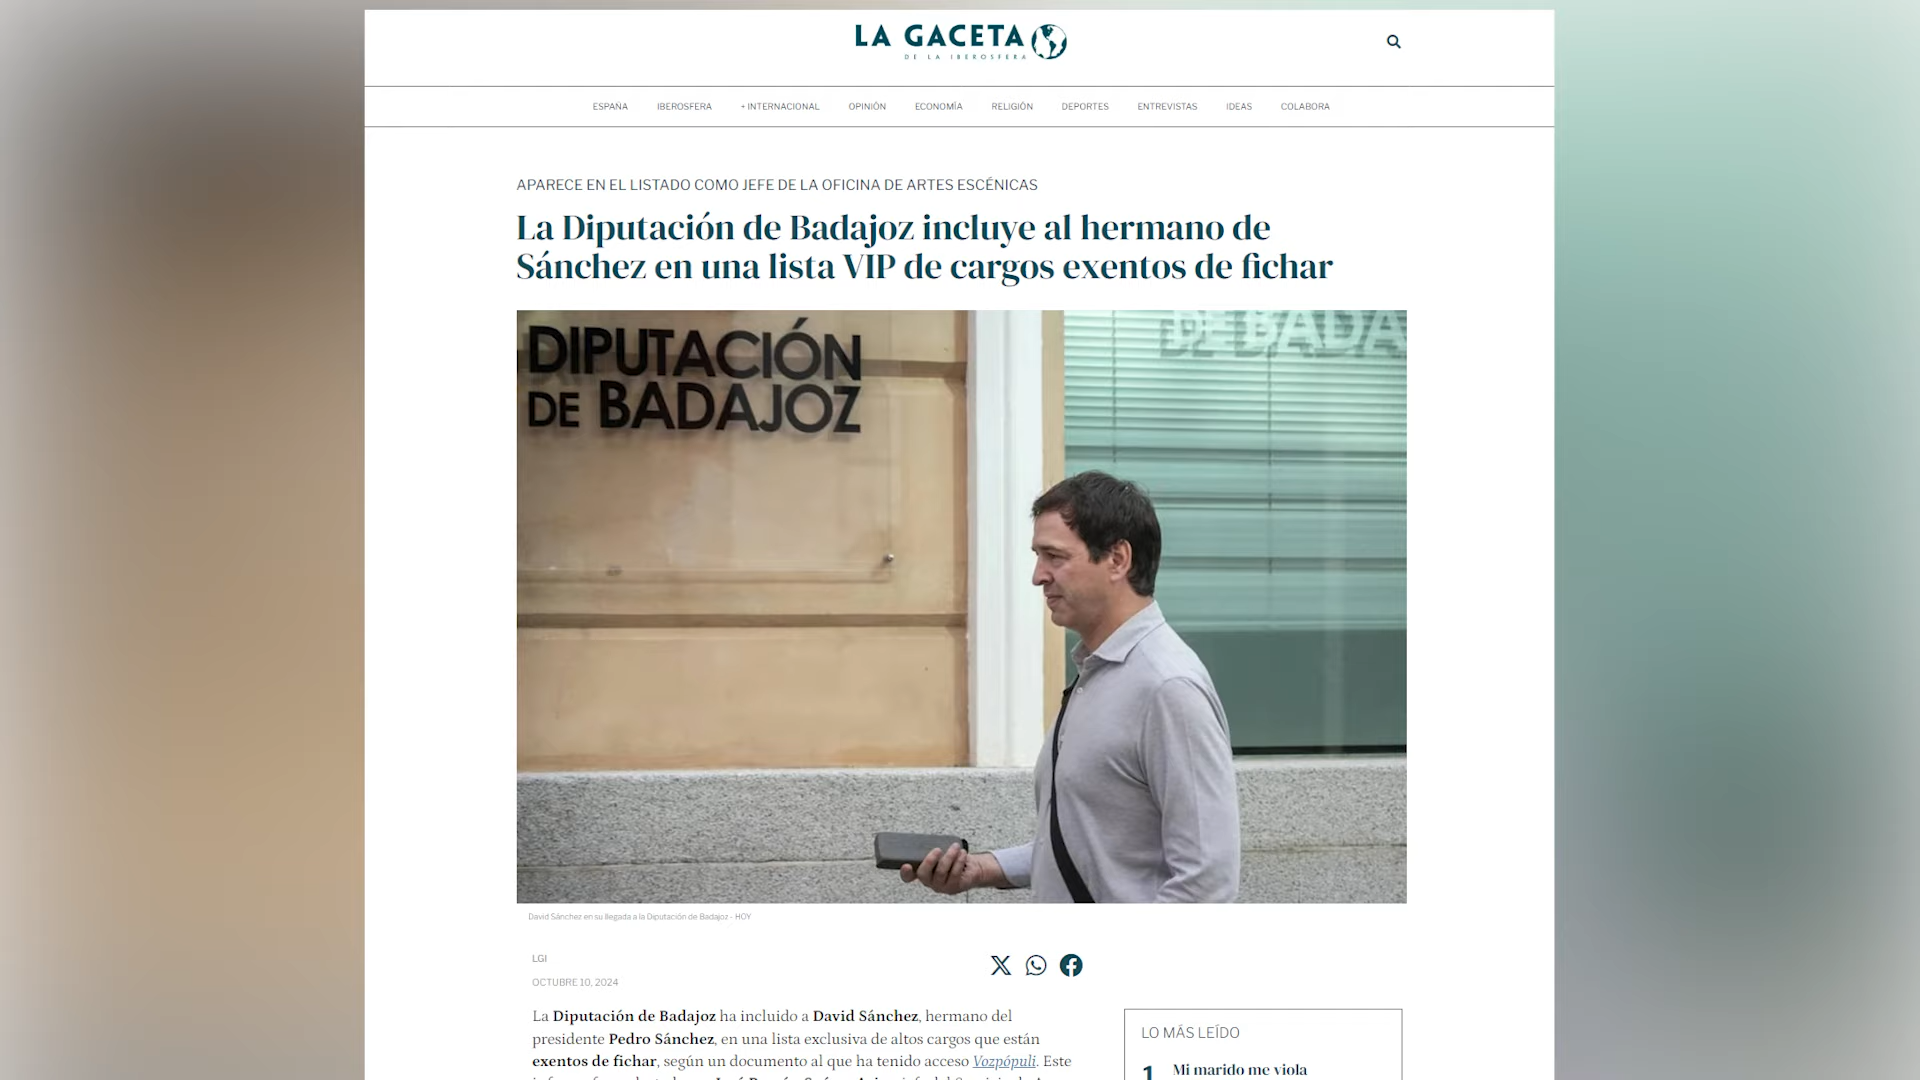 LA GACETA
DE LA IBEROSFERA
ESPAÑA IBEROSFERA + INTERNACIONAL OPINIÓN ECONOMÍA RELIGIÓN DEPORTES ENTREVISTAS IDEAS COLABORA
APARECE EN EL LISTADO COMO JEFE DE LA OFICINA DE ARTES ESCÉNICAS
La Diputación de Badajoz incluye al hermano de
Sánchez en una lista VIP de cargos exentos de fichar
DIPUTACIÓN
DE BADAJOZ
DE BADA
David Sánchez en su llegada a la Diputación de Badajoz - HOY
LGI
OCTUBRE 10, 2024
La Diputación de Badajoz ha incluido a David Sánchez, hermano del
presidente Pedro Sánchez, en una lista exclusiva de altos cargos que están
exentos de fichar, según un documento al que ha tenido acceso Vozpópuli. Este
LO MÁS LEÍDO
1 Mi marido me viola